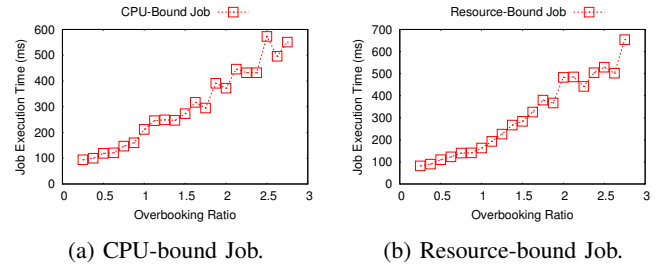 CPU-Bound Job
Job Execution Time (ms)
600
500
400
300
200
100
0
0 0.5 1 1.5 2 2.5 3
Overbooking Ratio
(a) CPU-bound Job.
Resource-Bound Job
Job Execution Time (ms)
700
600
500
400
300
200
100
0
0 0.5 1 1.5 2 2.5 3
Overbooking Ratio
(b) Resource-bound Job.